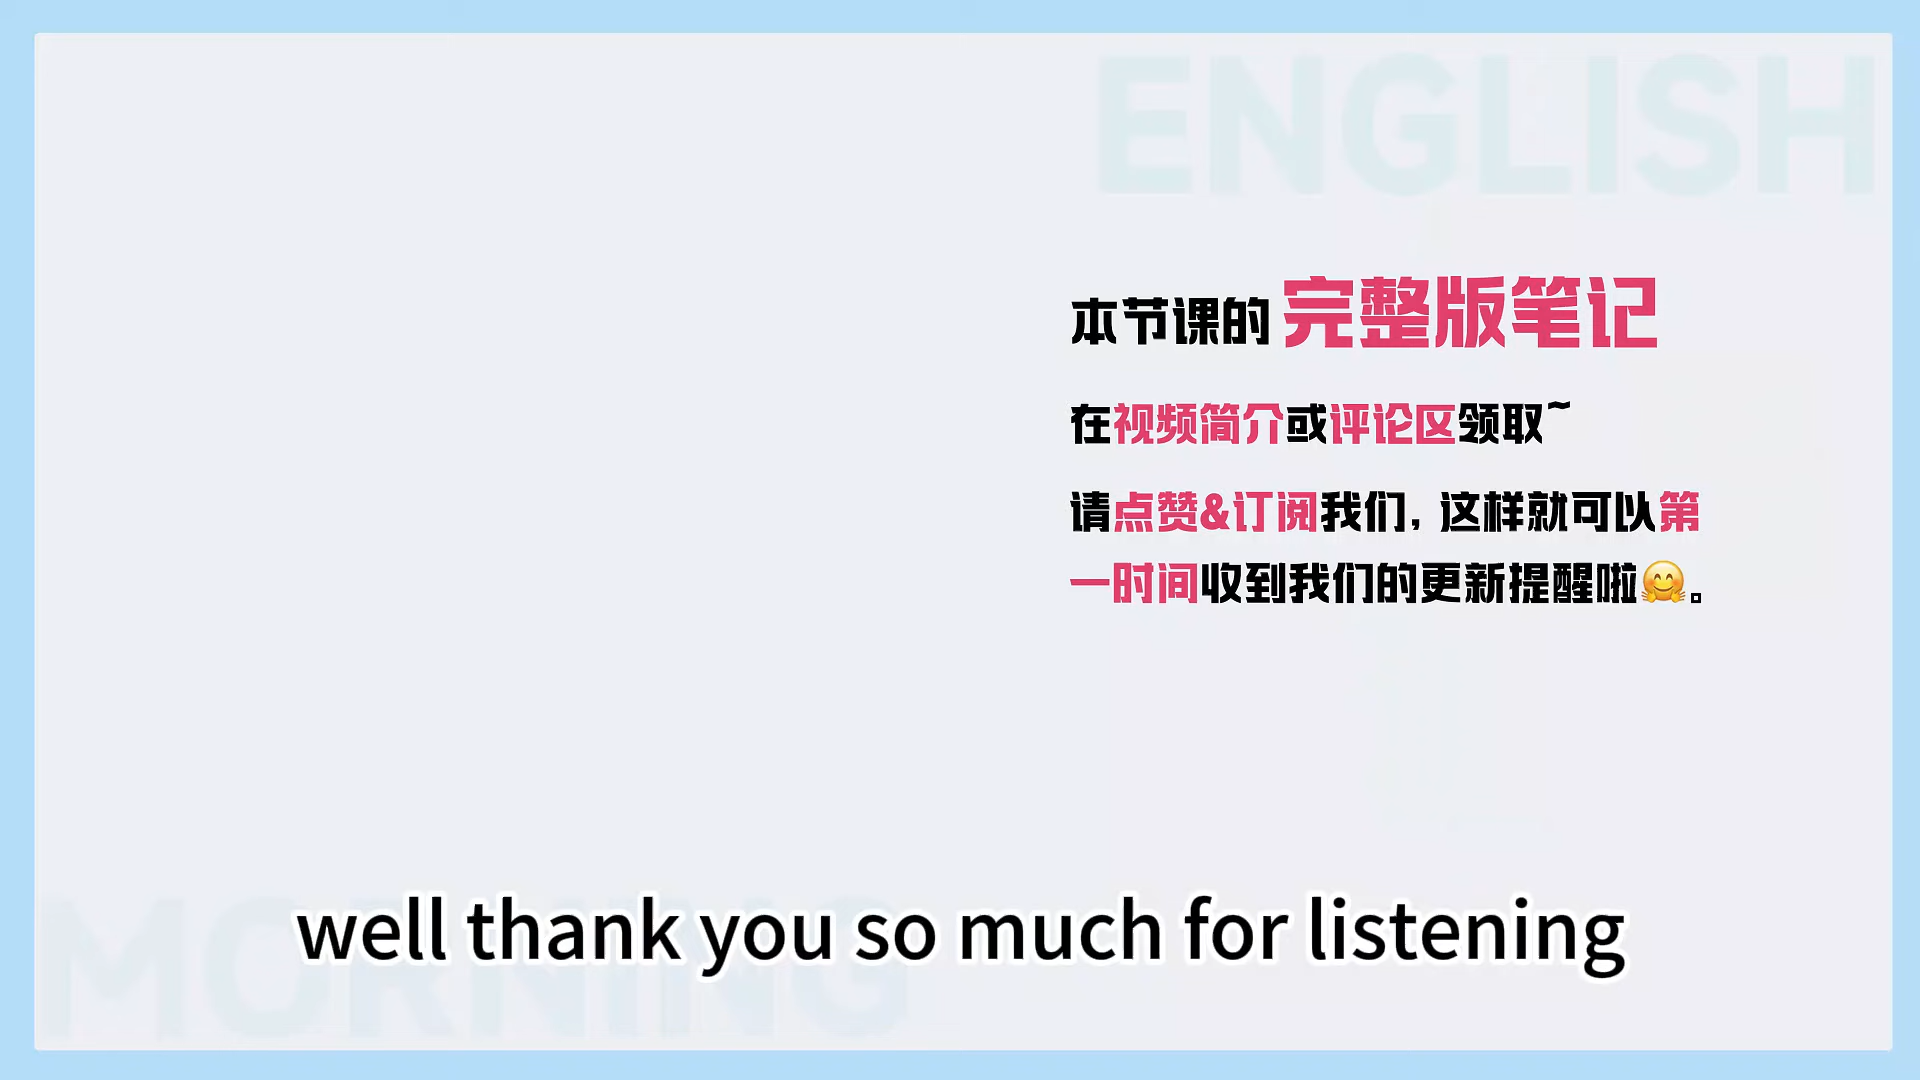 ENGLISH
本节课的 完整版笔记
在视频简介或评论区领取~
请点赞&订阅我们，这样就可以第
一时间收到我们的更新提醒啦🤗。
MORNING
well thank you so much for listening